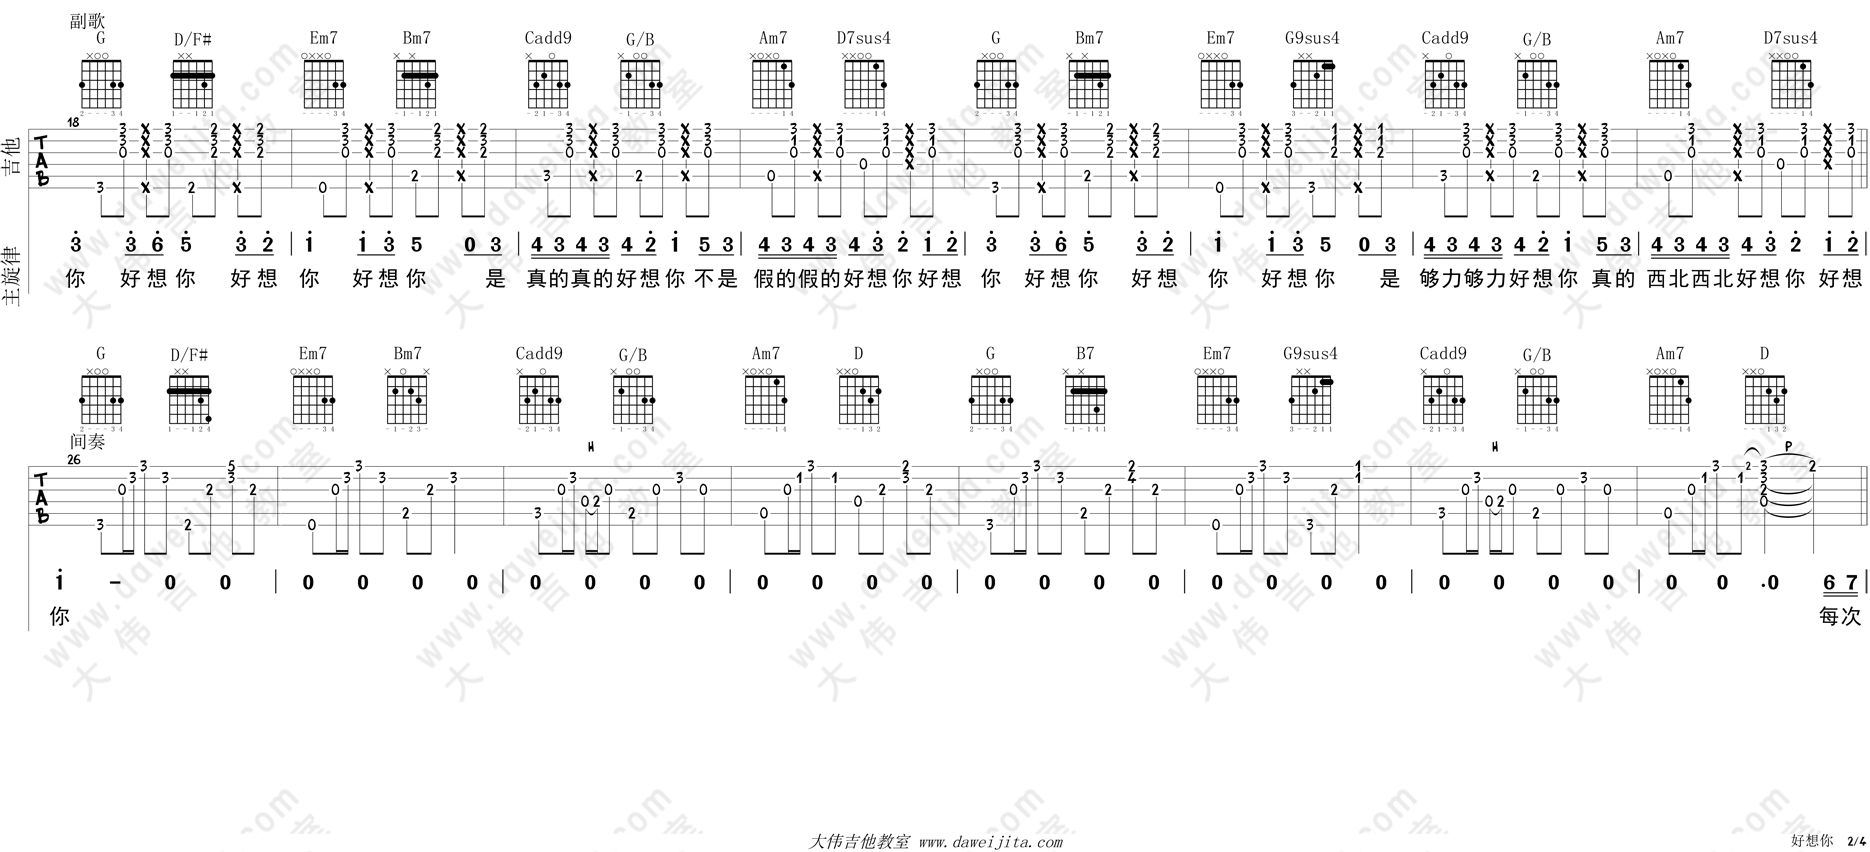 副歌
G D/F# Em7 Bm7 Cadd9 G/B Am7 D7sus4 G Bm7 Em7 G9sus4 Cadd9 G/B Am7 D7sus4
18
吉他
TAB
主旋律
3 3 6 5 3 2 | 1 1 3 5 0 3 | 4 3 4 3 4 2 1 5 3 | 4 3 4 3 4 3 2 1 2 | 3 3 6 5 3 2 | 1 1 3 5 0 3 | 4 3 4 3 4 2 1 5 3 | 4 3 4 3 4 3 2 1 2 |
你 好想你 好想 你 好想你 是 真的真的好想你不是 假的假的好想你好想 你 好想你 好想 你 好想你 是 够力够力好想你 真的 西北西北好想你 好想
G D/F# Em7 Bm7 Cadd9 G/B Am7 D G B7 Em7 G9sus4 Cadd9 G/B Am7 D
间奏
26
H H P
TAB
1 - 0 0 | 0 0 0 0 | 0 0 0 0 | 0 0 0 0 | 0 0 0 0 | 0 0 0 0 | 0 0 0 0 | 0 0 ·0 6 7 |
你 每次
大伟吉他教室 www.daweijita.com
好想你 2/4